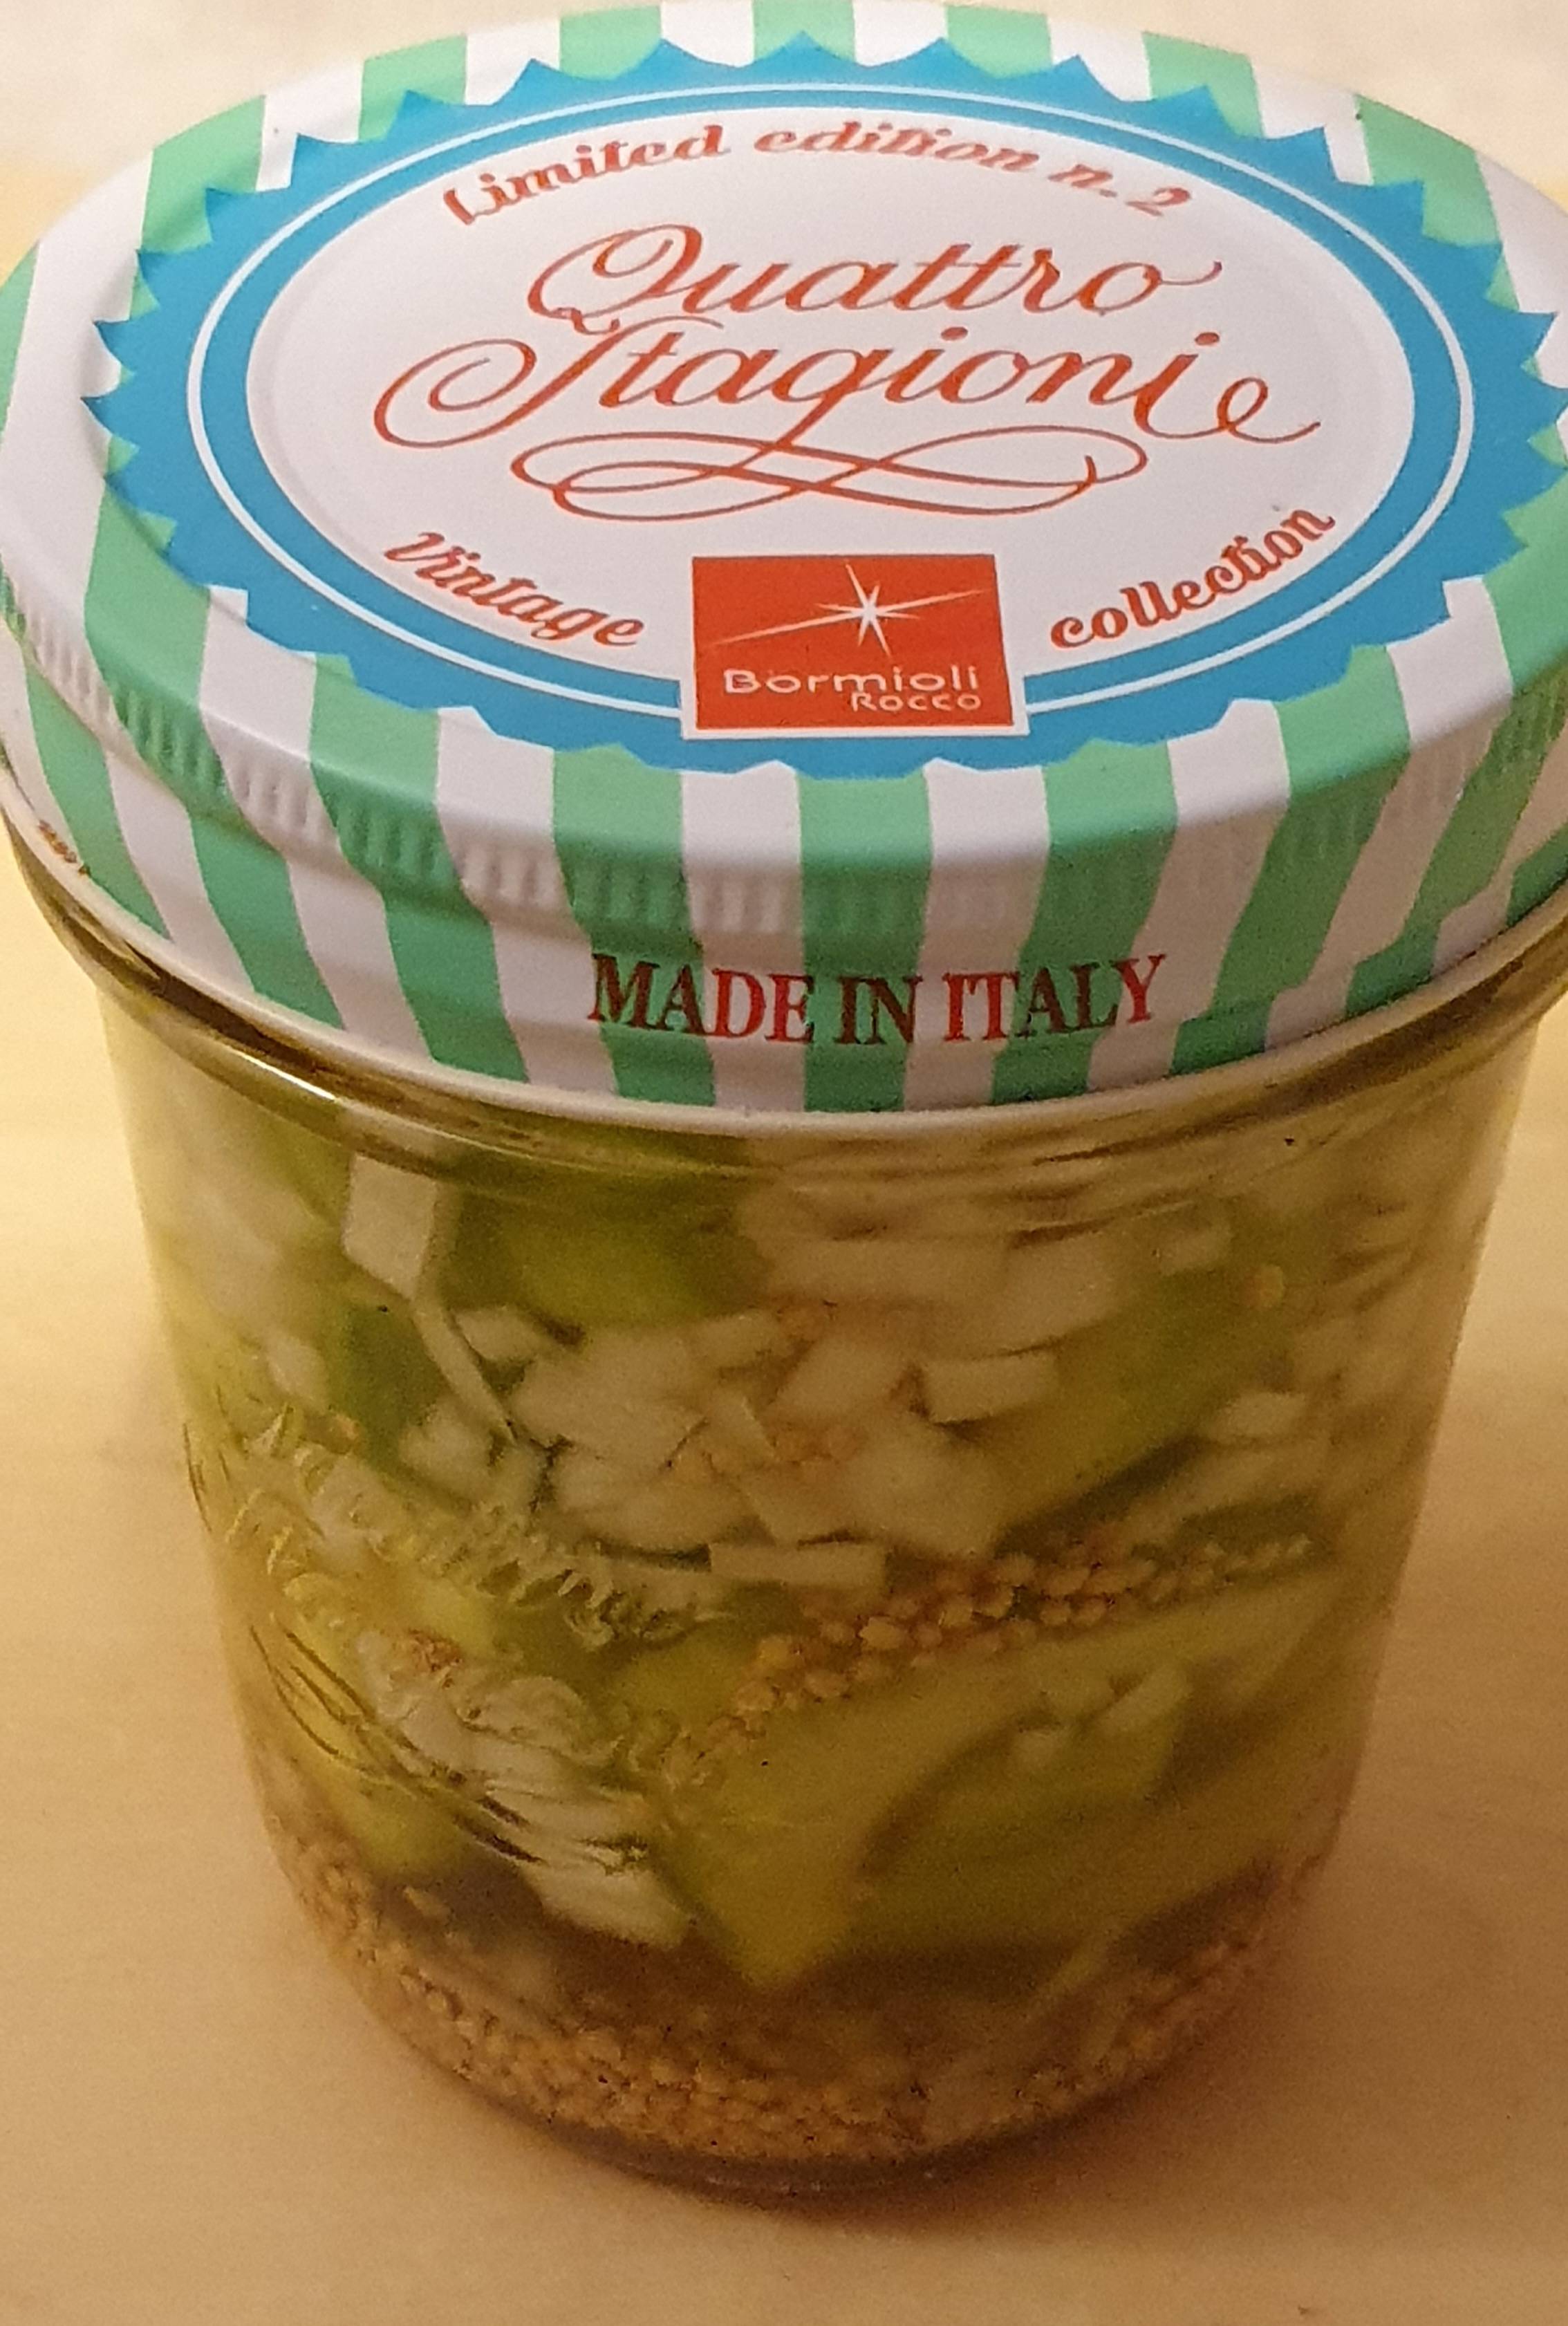 Limited edition n. 2
Quattro
Stagioni
Vintage collection
Bormioli
Rocco
MADE IN ITALY